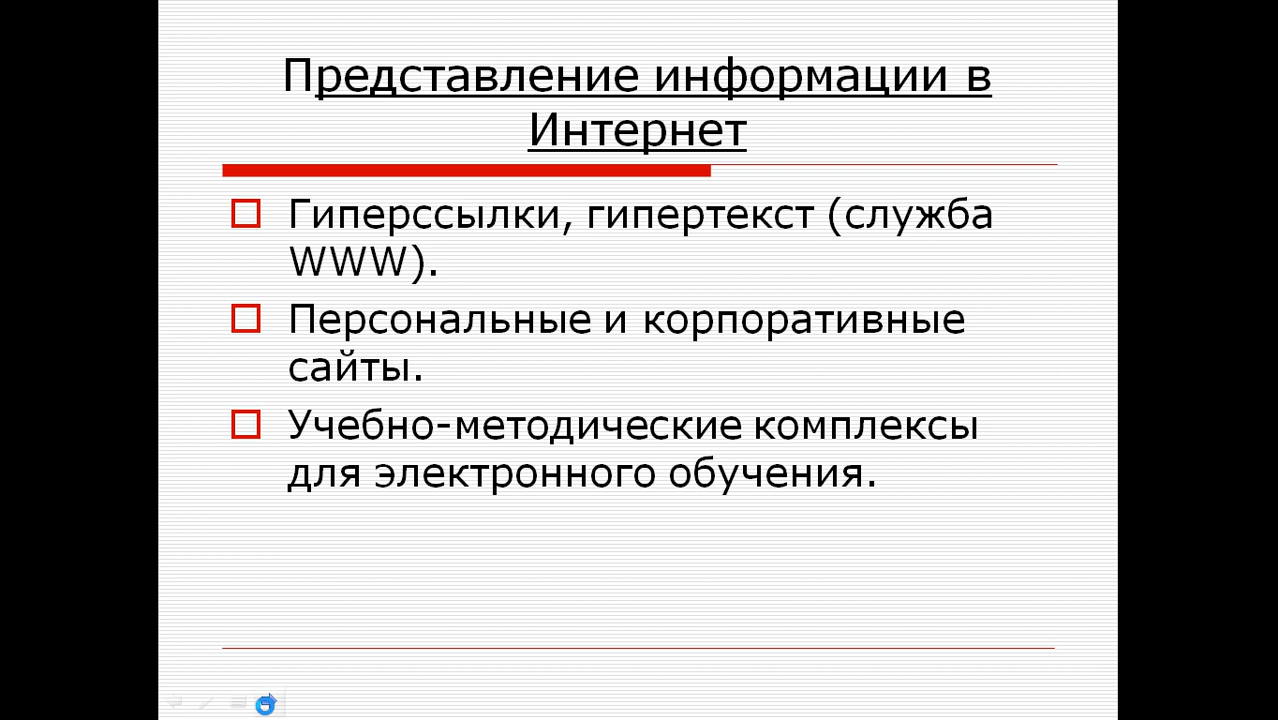 Представление информации в
Интернет
Гиперссылки, гипертекст (служба
WWW).
Персональные и корпоративные
сайты.
Учебно-методические комплексы
для электронного обучения.